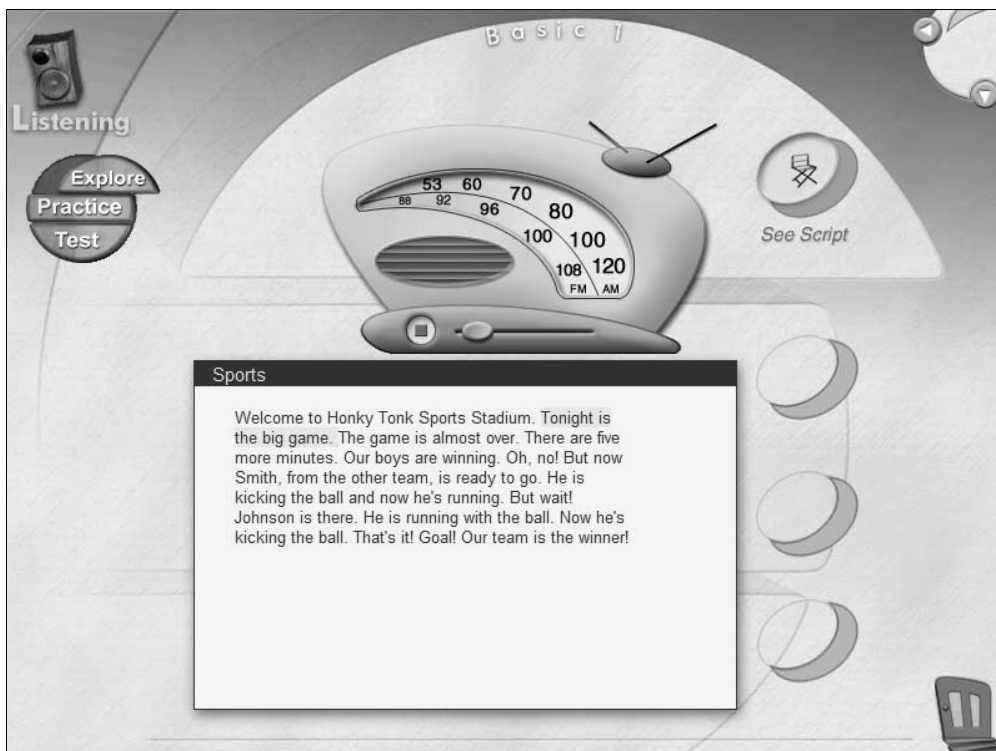 Basic 1
Listening
Explore
Practice
Test
53 60 70 80 100 120
88 92 96 100 108
FM AM
See Script
Sports
Welcome to Honky Tonk Sports Stadium. Tonight is
the big game. The game is almost over. There are five
more minutes. Our boys are winning. Oh, no! But now
Smith, from the other team, is ready to go. He is
kicking the ball and now he's running. But wait!
Johnson is there. He is running with the ball. Now he's
kicking the ball. That's it! Goal! Our team is the winner!